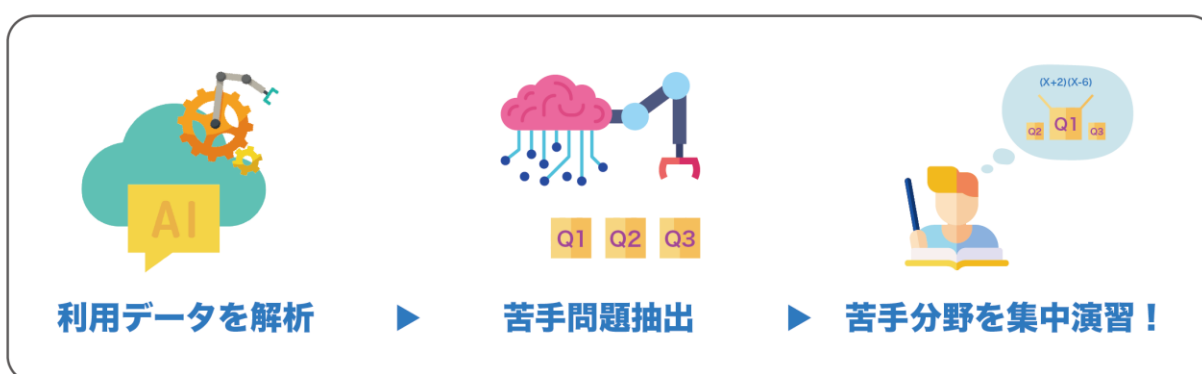 AI
利用データを解析
▶
Q1 Q2 Q3
苦手問題抽出
▶
(X+2)(X-6)
Q2 Q1 Q3
苦手分野を集中演習！